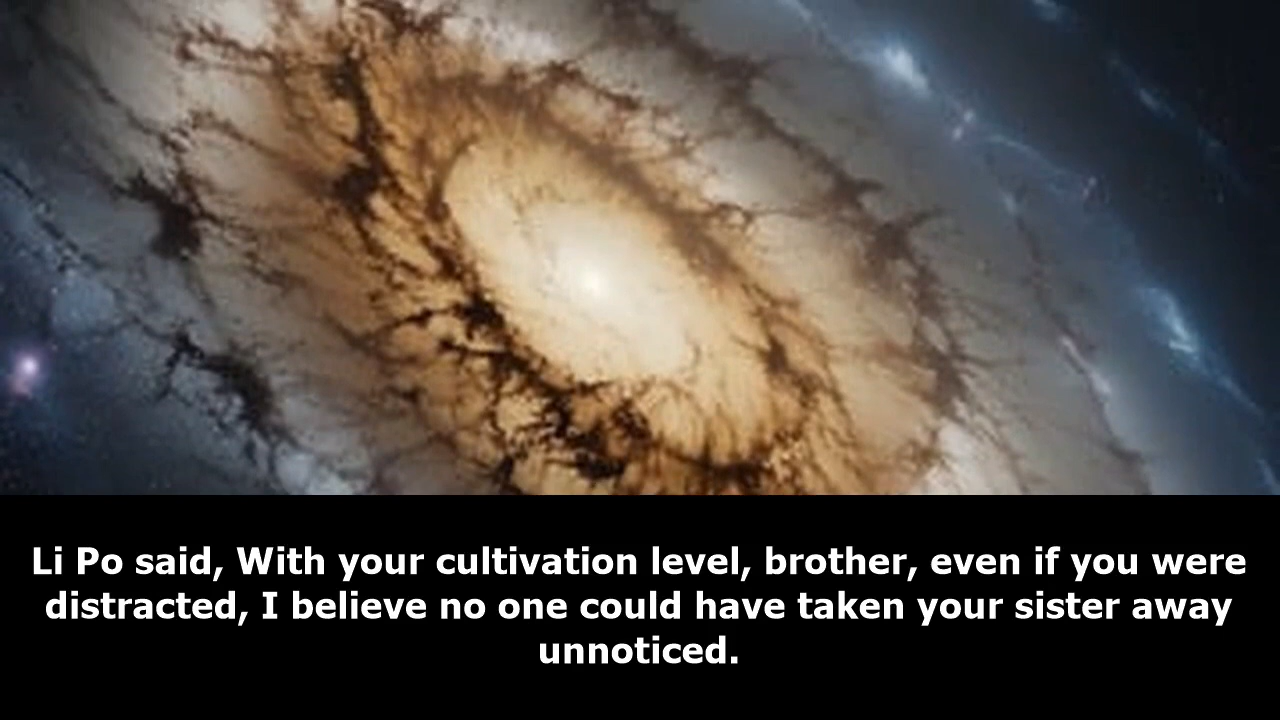 Li Po said, With your cultivation level, brother, even if you were
distracted, I believe no one could have taken your sister away
unnoticed.